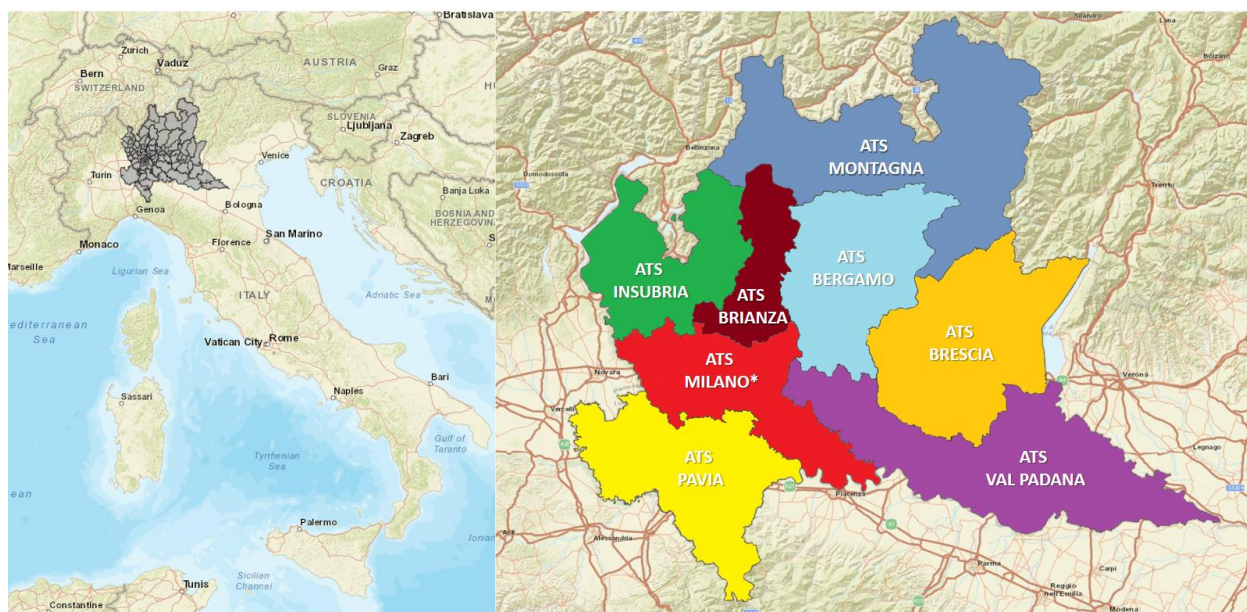 Bratislava
Zurich
Vaduz
AUSTRIA
Graz
Bern
SWITZERLAND
SLOVENIA
Ljubljana
Zagreb
Venice
Turin
CROATIA
Banja Luka
Genoa
Bologna
BOSNIA AND
HERZEGOVINA
San Marino
Florence
Monaco
Marseille
Ligurian Sea
ITALY
Adriatic Sea
Mediterranean
Sea
Vatican City
Rome
Bari
Naples
Sassari
Gulf of
Taranto
Tyrrhenian
Sea
Palermo
Ionian
Tunis
Sicilian
Channel
Constantine
Silandro
Lana
Bolzano
Bellinzona
Domodossola
Trento
ATS
MONTAGNA
ATS
INSUBRIA
ATS
BERGAMO
ATS
BRIANZA
ATS
BRESCIA
ATS
MILANO*
Novara
Verona
Vercelli
ATS
PAVIA
ATS
VAL PADANA
Legnago
Piacenza
Alessandria
Asti
Parma
Carpi
Reggio
nell'Emilia
Modena